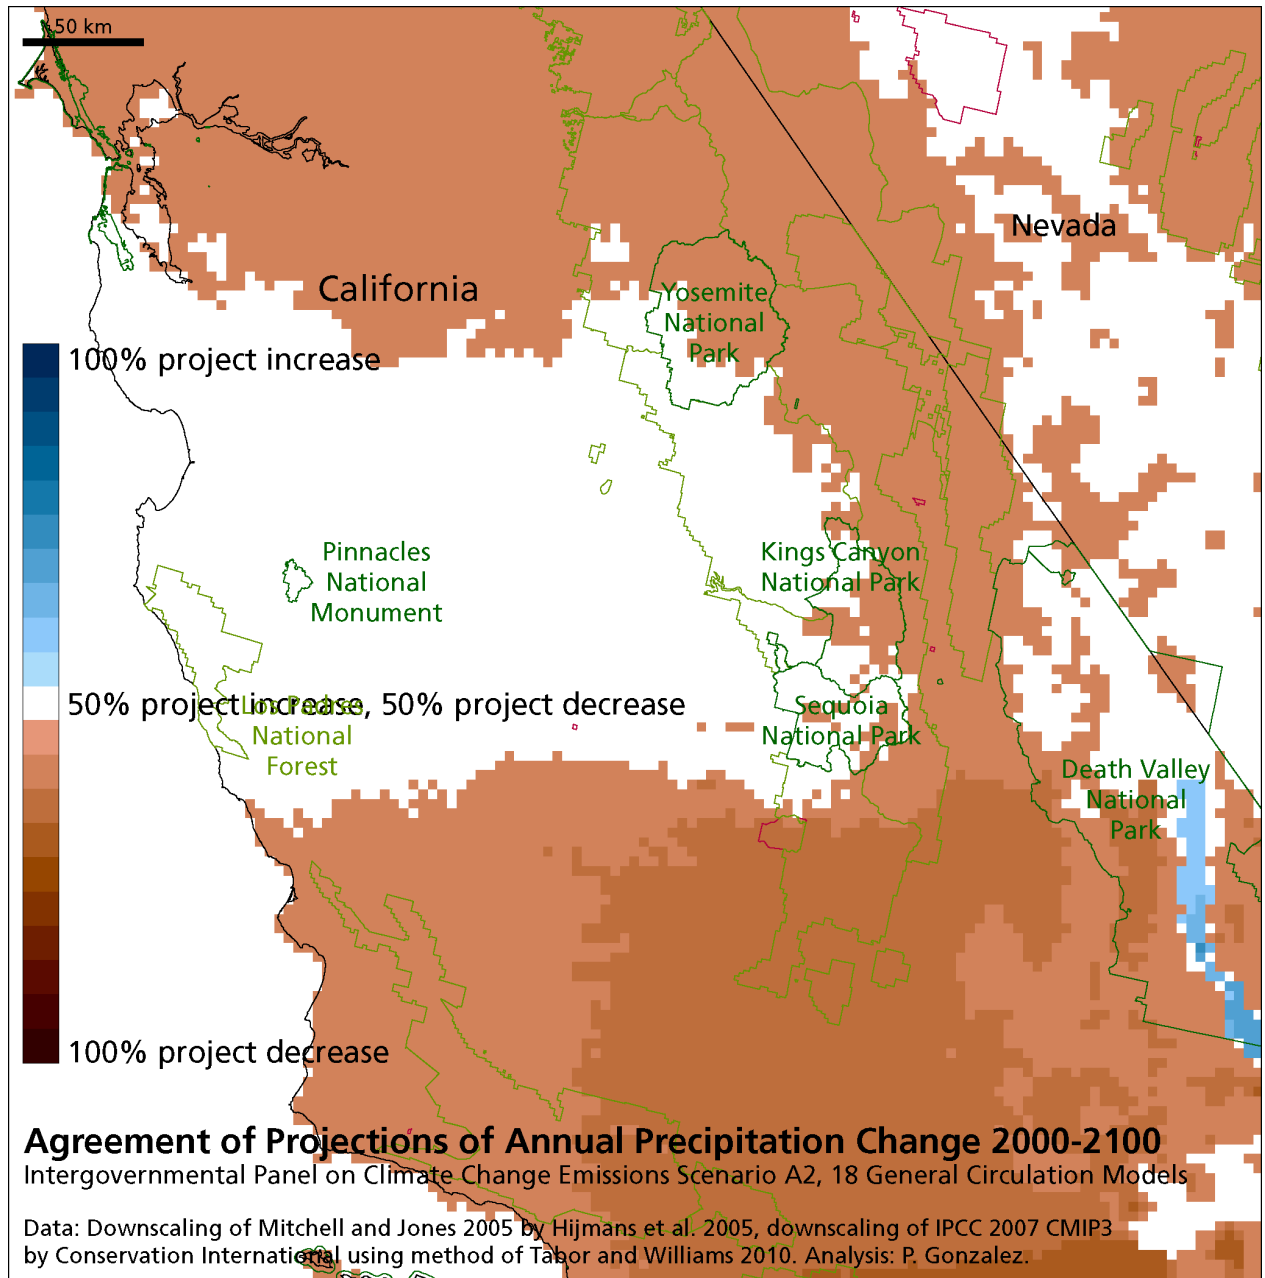 50 km
Nevada
California
Yosemite
National
Park
100% project increase
Pinnacles
National
Monument
Kings Canyon
National Park
50% project increase, 50% project decrease
Los Padres
National
Forest
Sequoia
National Park
Death Valley
National
Park
100% project decrease
Agreement of Projections of Annual Precipitation Change 2000-2100
Intergovernmental Panel on Climate Change Emissions Scenario A2, 18 General Circulation Models
Data: Downscaling of Mitchell and Jones 2005 by Hijmans et al. 2005, downscaling of IPCC 2007 CMIP3
by Conservation International using method of Tabor and Williams 2010. Analysis: P. Gonzalez.